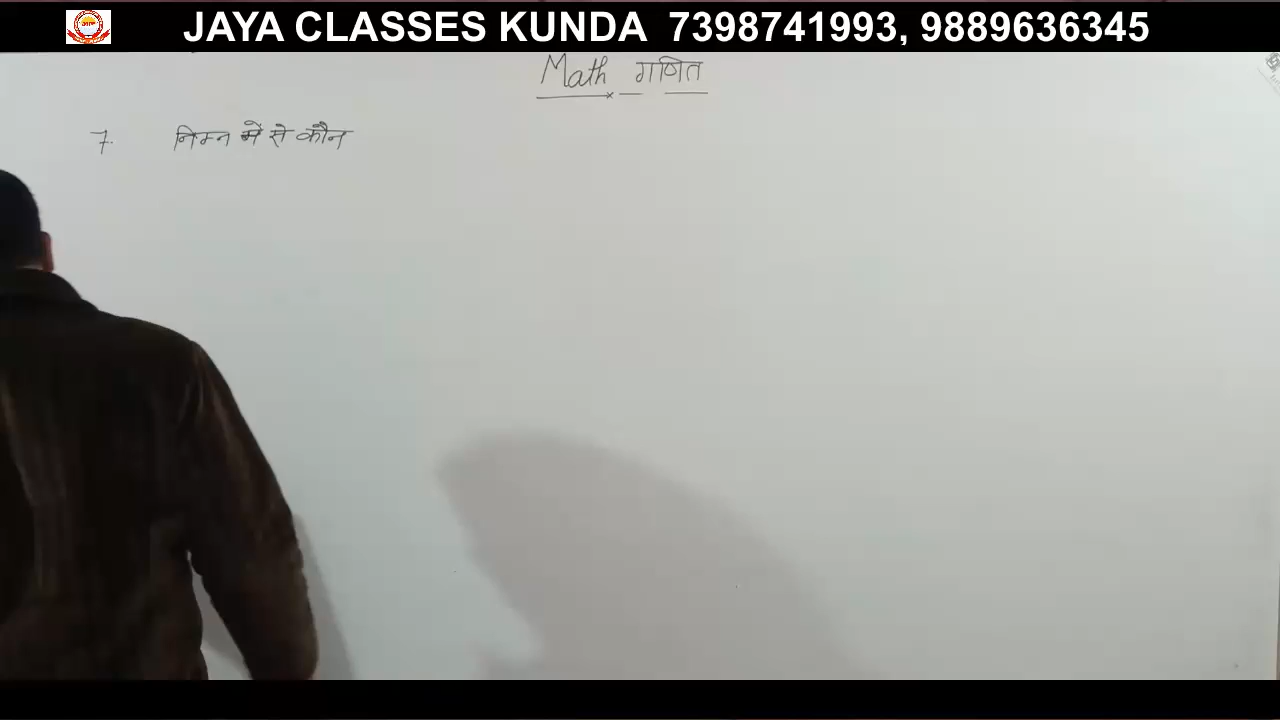 JAYA CLASSES KUNDA 7398741993, 9889636345
Math गणित
7. निम्न में से कौन